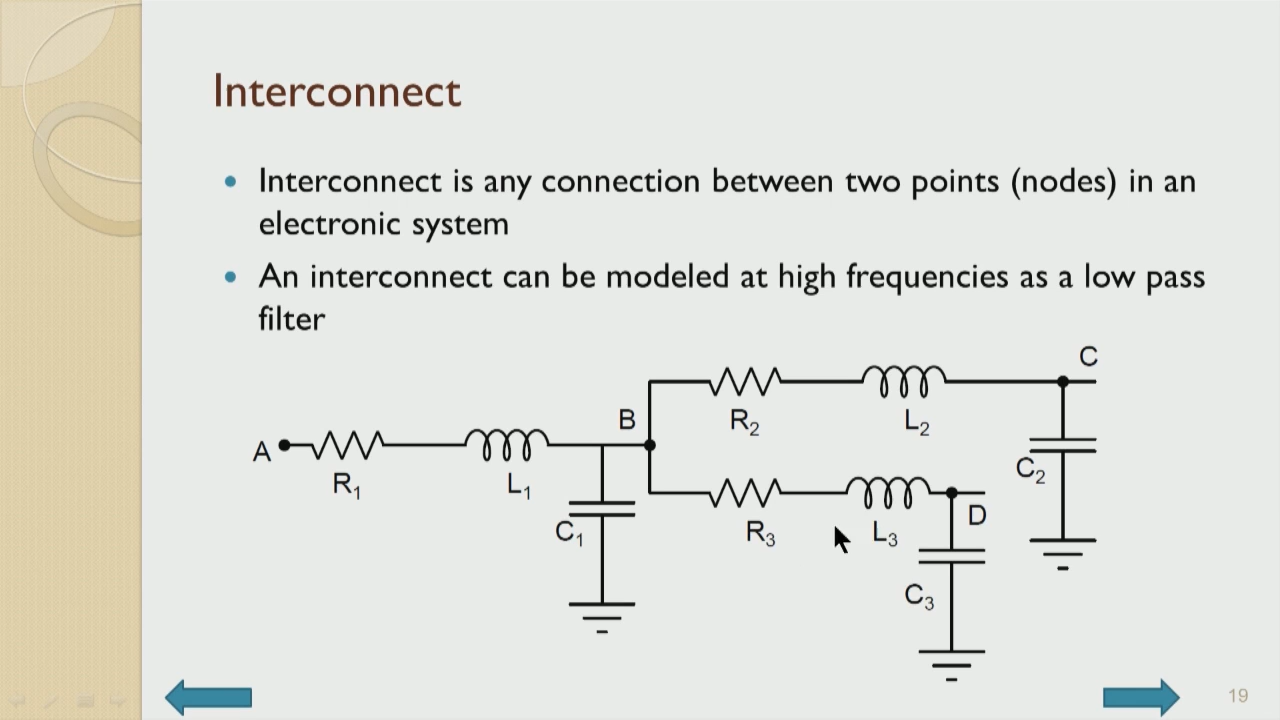 Interconnect
• Interconnect is any connection between two points (nodes) in an
electronic system
• An interconnect can be modeled at high frequencies as a low pass
filter
C
A
B
R₁
L₁
C₁
R₂
L₂
C₂
R₃
L₃
D
C₃
19